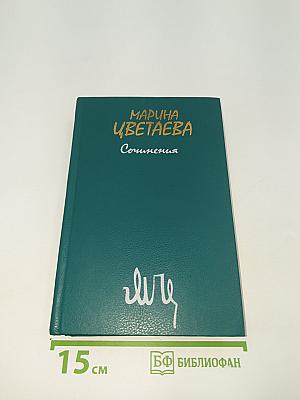 МАРИНА
ЦВЕТАЕВА
Сочинения
МЦ
15 см БФ БИБЛИОФАН